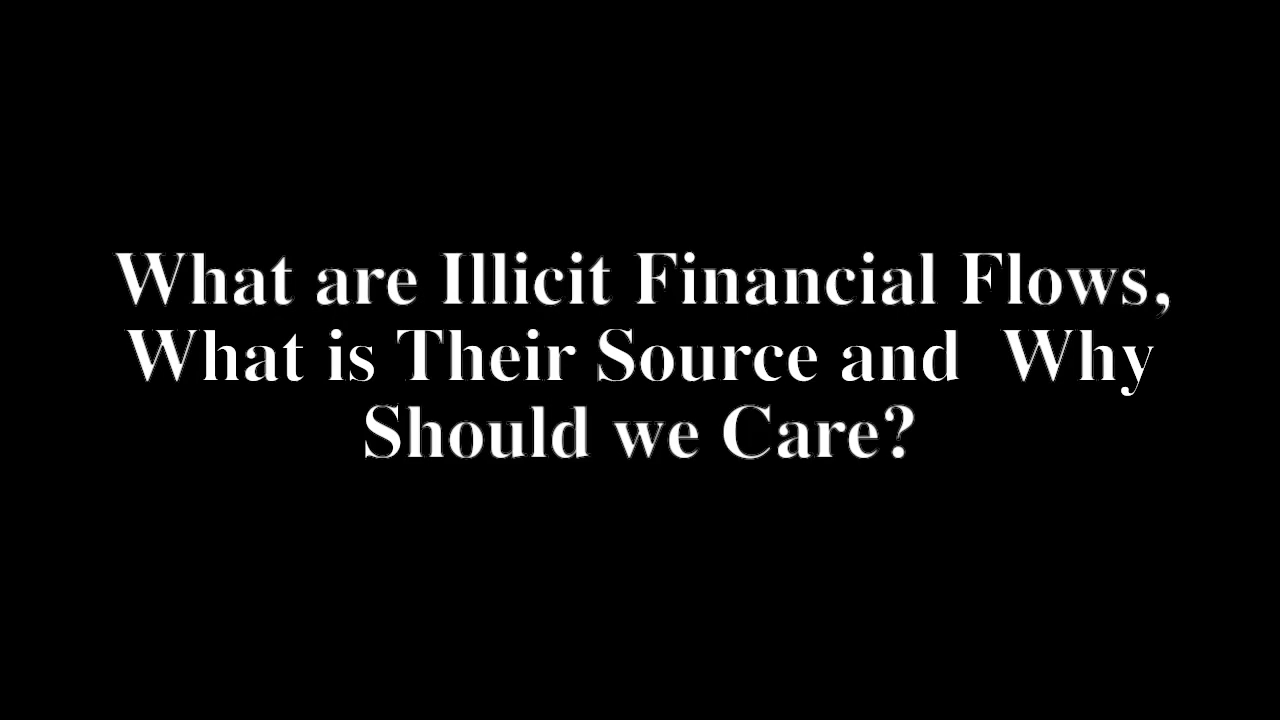 What are Illicit Financial Flows,
What is Their Source and  Why
Should we Care?